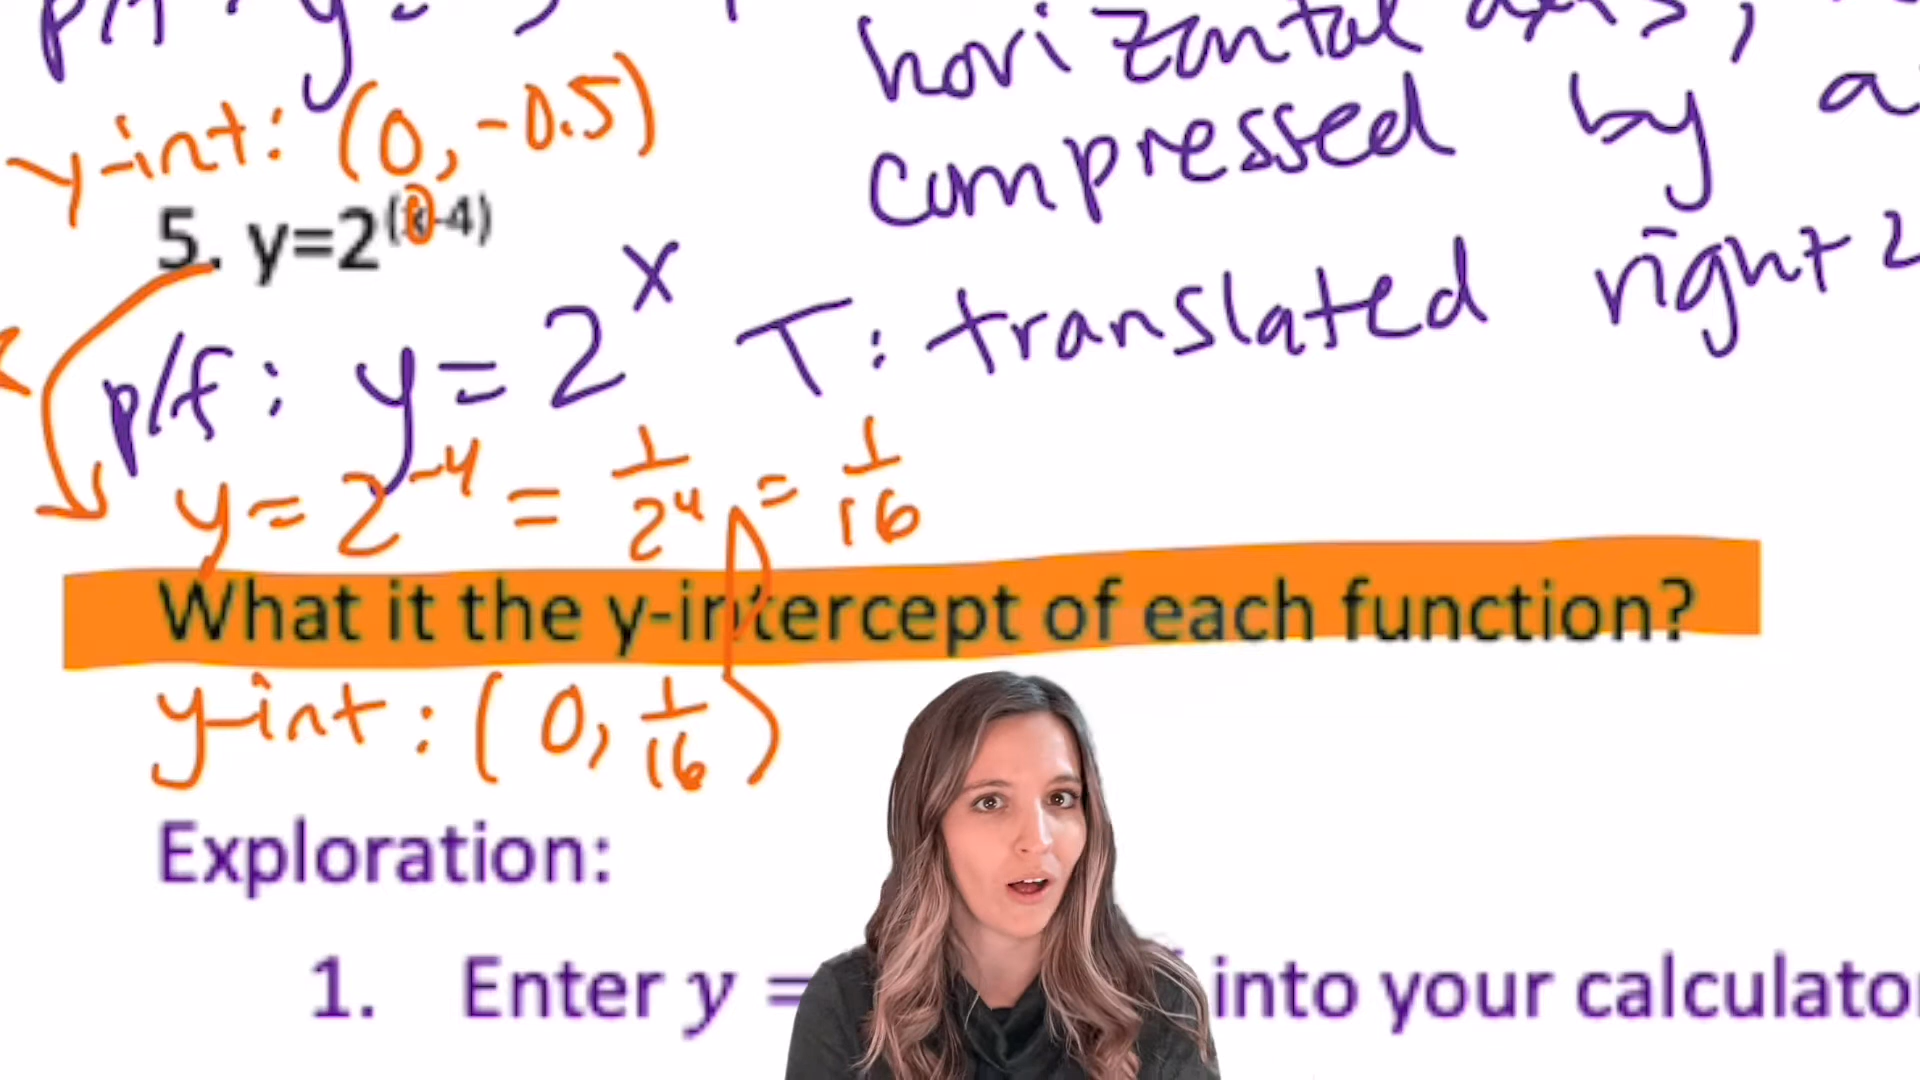 horizontal axis,
y-int: (0, -0.5)
compressed by a
5. y=2^(x-4)
0
p/f: y = 2^x T: translated right 2
y = 2^-4 = 1/2^4 = 1/16
What it the y-intercept of each function?
y-int: (0, 1/16)
Exploration:
1. Enter y = into your calculator